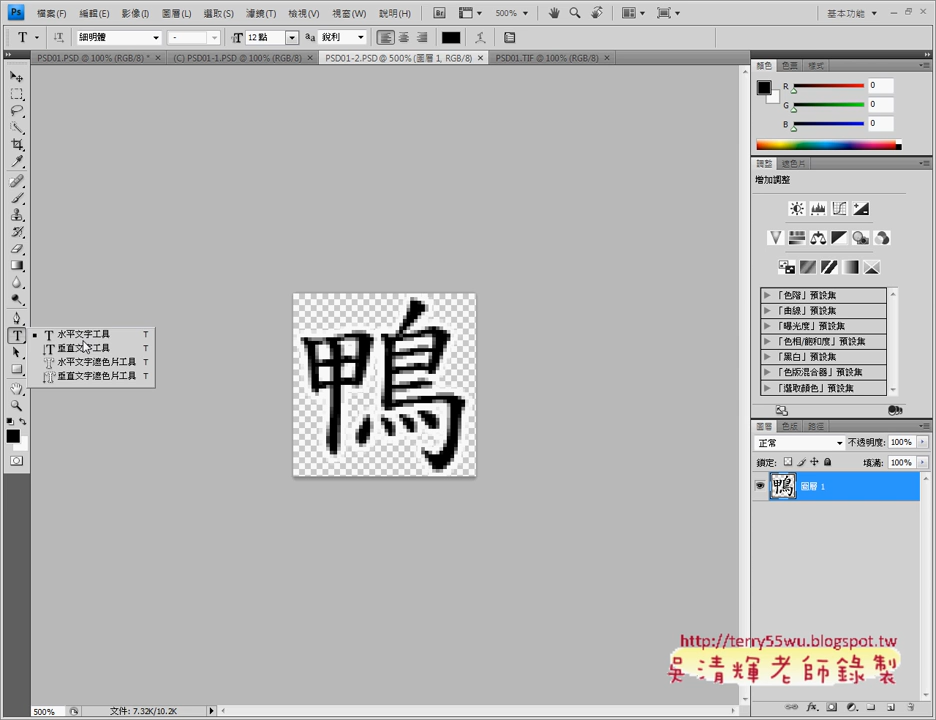 Ps 檔案(F) 編輯(E) 影像(I) 圖層(L) 選取(S) 濾鏡(T) 檢視(V) 視窗(W) 說明(H) Br 500% 基本功能
T 細明體 - 12 點 aa 銳利
PSD01.PSD @ 100% (RGB/8) * × (C) PSD01-1.PSD @ 100% (RGB/8) × PSD01-2.PSD @ 500% (圖層 1, RGB/8) × PSD01.TIF @ 100% (RGB/8) ×
顏色 色票 樣式
R 0
G 0
B 0
調整 遮色片
增加調整
「色階」預設集
「曲線」預設集
「曝光度」預設集
「色相/飽和度」預設集
「黑白」預設集
「色版混合器」預設集
「選取顏色」預設集
T 水平文字工具 T
垂直文字工具 T
水平文字遮色片工具 T
垂直文字遮色片工具 T
鴨
圖層 色版 路徑
正常 不透明度: 100%
鎖定: 填滿: 100%
鴨 圖層 1
http://terry55wu.blogspot.tw
吳清輝老師錄製
500% 文件: 7.32K/10.2K